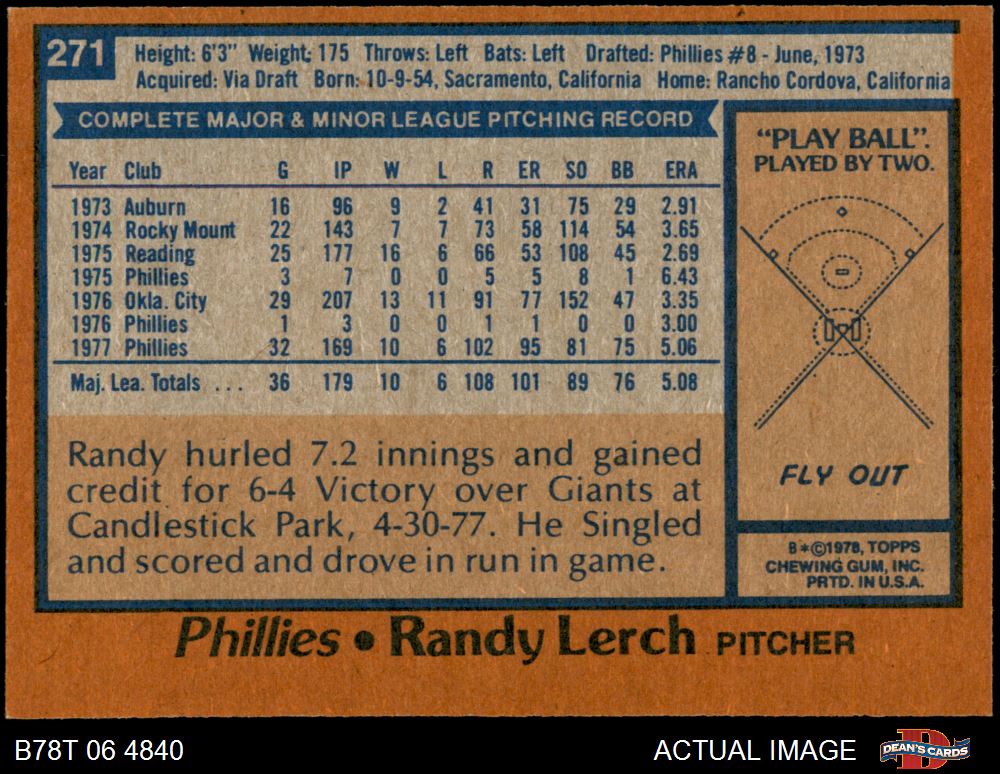 271
Height: 6'3" Weight: 175 Throws: Left Bats: Left Drafted: Phillies #8 - June, 1973
Acquired: Via Draft Born: 10-9-54, Sacramento, California Home: Rancho Cordova, California
COMPLETE MAJOR & MINOR LEAGUE PITCHING RECORD
Year Club G IP W L R ER SO BB ERA
1973 Auburn 16 96 9 2 41 31 75 29 2.91
1974 Rocky Mount 22 143 7 7 73 58 114 54 3.65
1975 Reading 25 177 16 6 66 53 108 45 2.69
1975 Phillies 3 7 0 0 5 5 8 1 6.43
1976 Okla. City 29 207 13 11 91 77 152 47 3.35
1976 Phillies 1 3 0 0 1 1 0 0 3.00
1977 Phillies 32 169 10 6 102 95 81 75 5.06
Maj. Lea. Totals ... 36 179 10 6 108 101 89 76 5.08
Randy hurled 7.2 innings and gained
credit for 6-4 Victory over Giants at
Candlestick Park, 4-30-77. He Singled
and scored and drove in run in game.
"PLAY BALL".
PLAYED BY TWO.
FLY OUT
B*©1978, TOPPS
CHEWING GUM, INC.
PRTD. IN U.S.A.
Phillies • Randy Lerch PITCHER
B78T 06 4840
ACTUAL IMAGE
DEAN'S CARDS